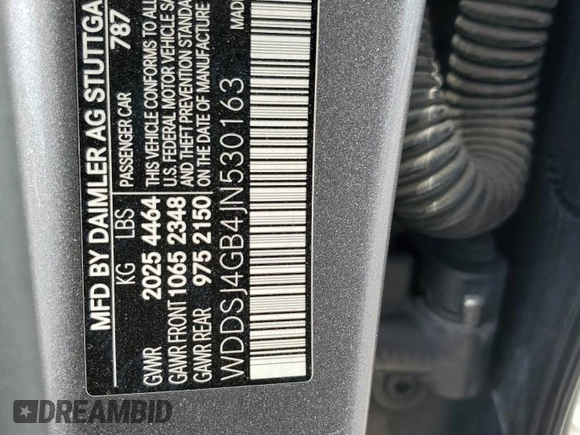 MFD BY DAIMLER AG STUTTGA
787
PASSENGER CAR
KG LBS
GVWR 2025 4464
GAWR FRONT 1065 2348
GAWR REAR 975 2150
THIS VEHICLE CONFORMS TO ALL
U.S. FEDERAL MOTOR VEHICLE SA
AND THEFT PREVENTION STANDA
ON THE DATE OF MANUFACTURE
MADE
WDDSJ4GB4JN530163
DREAMBID